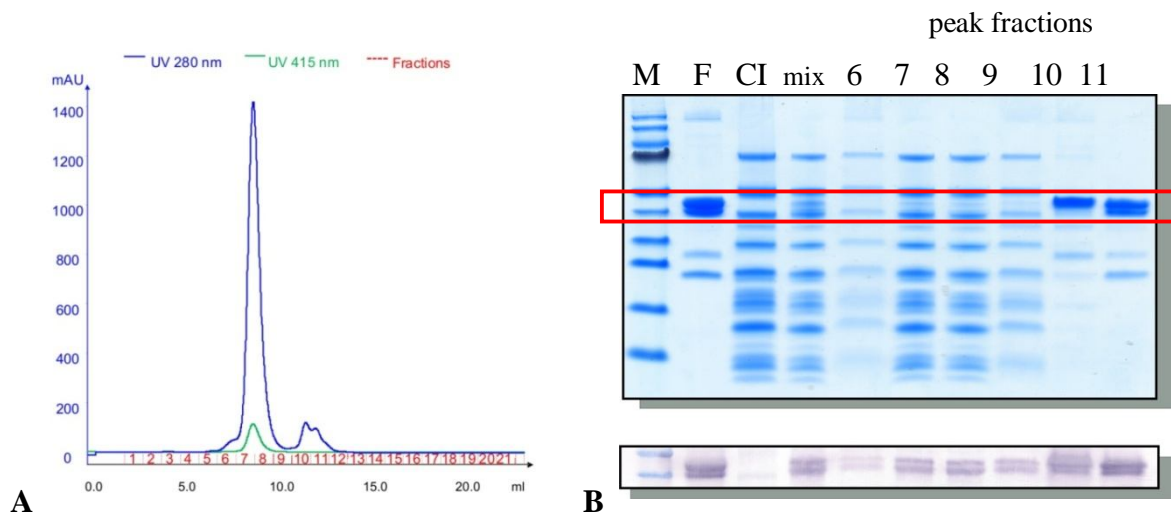 UV 280 nm UV 415 nm Fractions
mAU
1400
1200
1000
800
600
400
200
0
1 2 3 4 5 6 7 8 9 10 11 12 13 14 15 16 17 18 19 20 21
0.0 5.0 10.0 15.0 20.0 ml
A
peak fractions
M F CI mix 6 7 8 9 10 11
B